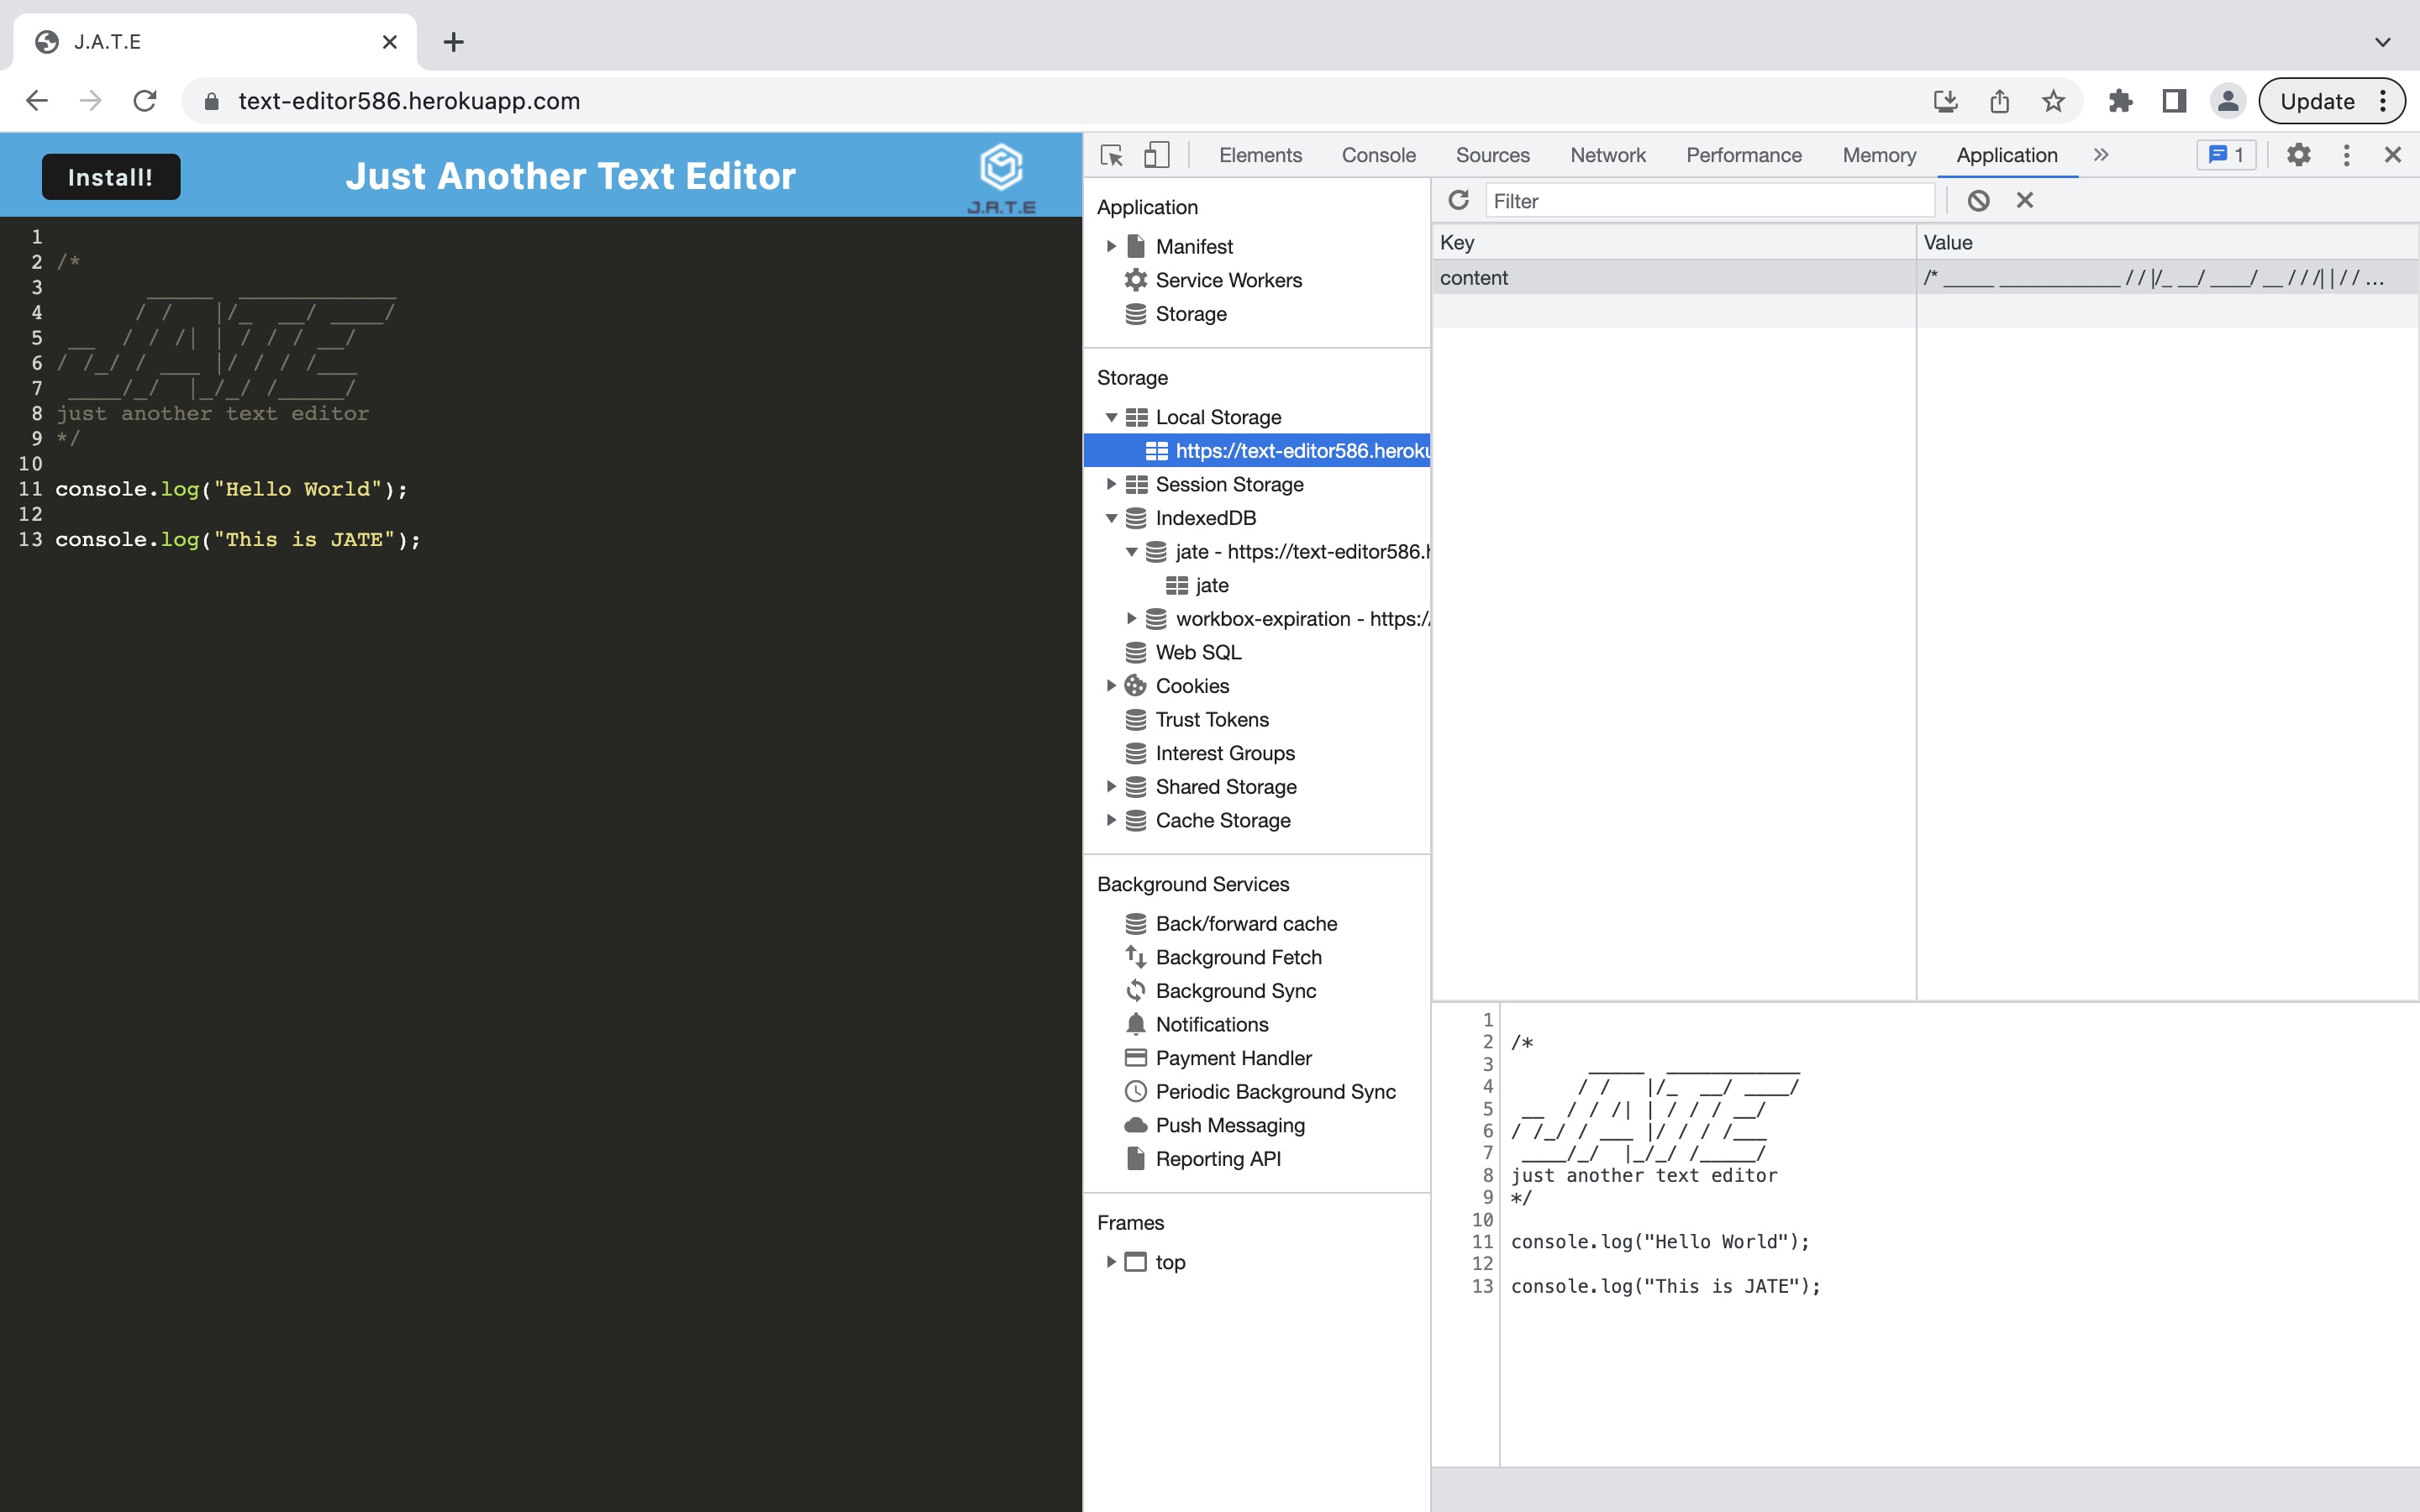 J.A.T.E
text-editor586.herokuapp.com
Update
Install!
Just Another Text Editor
J.A.T.E
1
2 /*
3        _____  ____________
4       / /   |/_  __/ ____/
5  __  / / /| | / / / __/
6 / /_/ / ___ |/ / / /___
7  ____/_/  |_/_/ /_____/
8 just another text editor
9 */
10
11 console.log("Hello World");
12
13 console.log("This is JATE");
Elements Console Sources Network Performance Memory Application » 1
Application
Manifest
Service Workers
Storage
Storage
Local Storage
https://text-editor586.heroku
Session Storage
IndexedDB
jate - https://text-editor586.h
jate
workbox-expiration - https://
Web SQL
Cookies
Trust Tokens
Interest Groups
Shared Storage
Cache Storage
Background Services
Back/forward cache
Background Fetch
Background Sync
Notifications
Payment Handler
Periodic Background Sync
Push Messaging
Reporting API
Frames
top
Filter
Key Value
content /* _____ ____________ / / |/_ __/ ____/ __ / / /| | / / ...
1
2 /*
3        _____  ____________
4       / /   |/_  __/ ____/
5  __  / / /| | / / / __/
6 / /_/ / ___ |/ / / /___
7  ____/_/  |_/_/ /_____/
8 just another text editor
9 */
10
11 console.log("Hello World");
12
13 console.log("This is JATE");